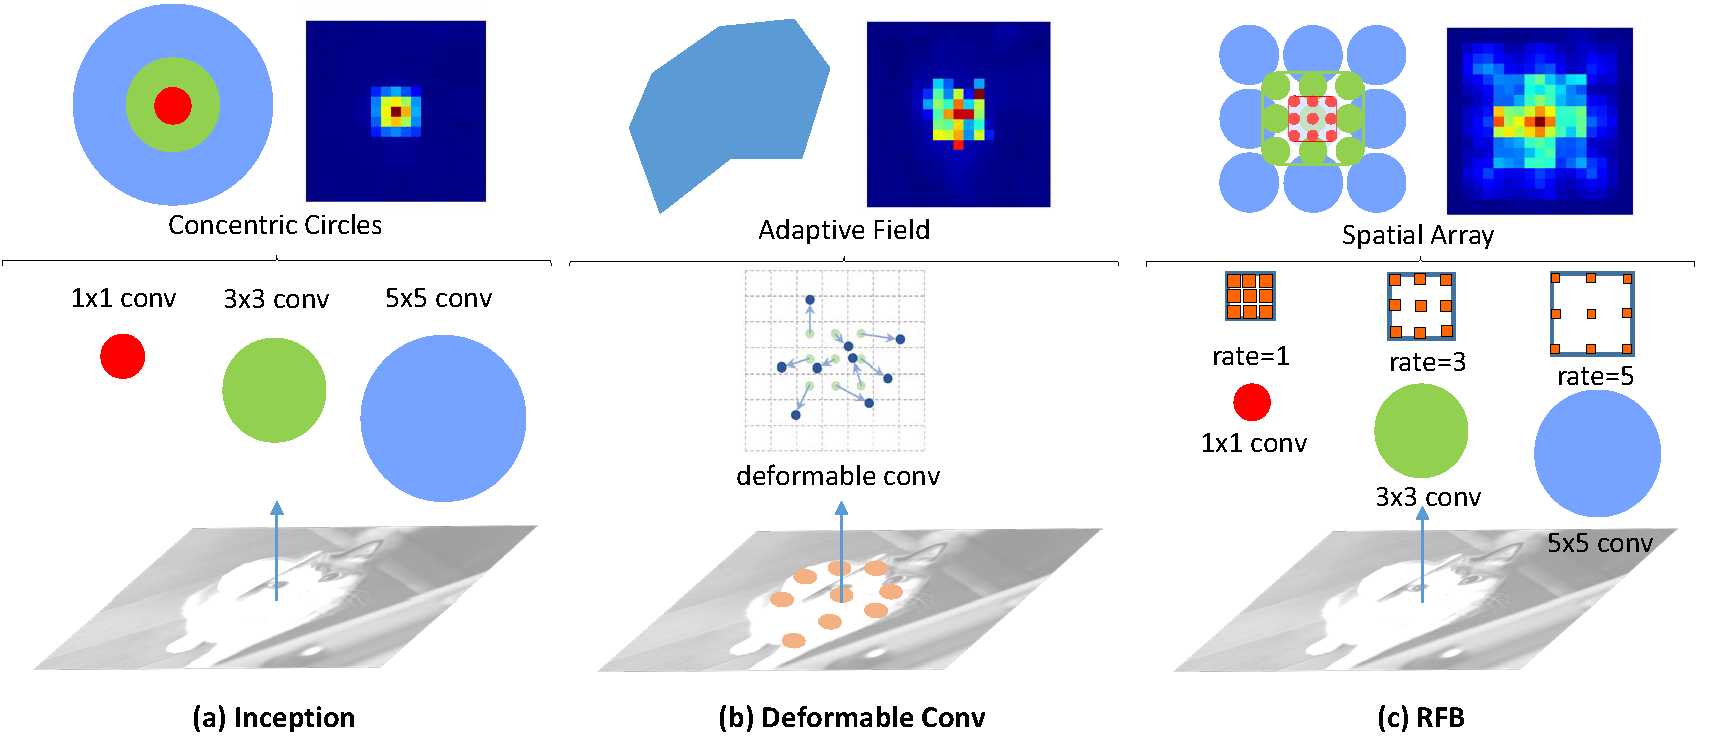 Concentric Circles
Adaptive Field
Spatial Array
1x1 conv
3x3 conv
5x5 conv
deformable conv
rate=1
rate=3
rate=5
1x1 conv
3x3 conv
5x5 conv
(a) Inception
(b) Deformable Conv
(c) RFB